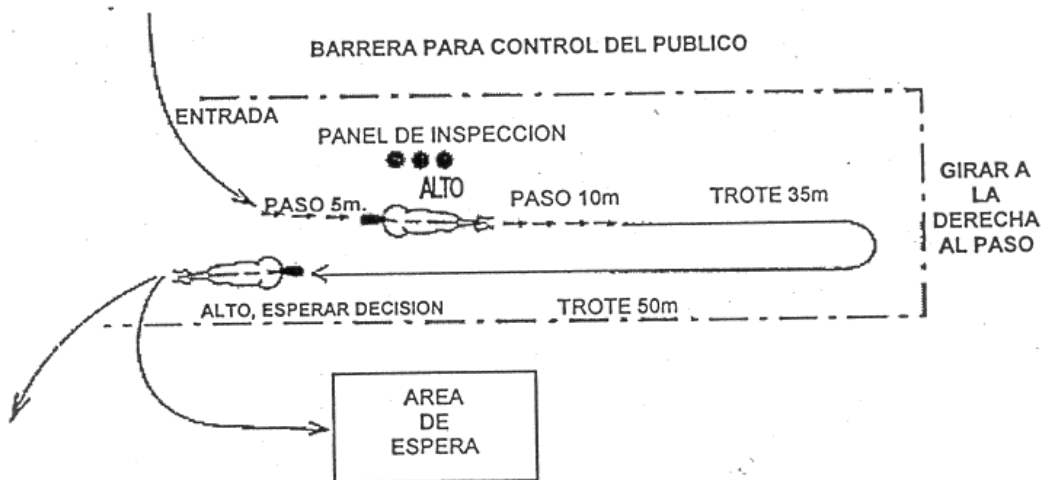 BARRERA PARA CONTROL DEL PUBLICO
ENTRADA
PANEL DE INSPECCION
ALTO
PASO 5m.
PASO 10m
TROTE 35m
GIRAR A
LA
DERECHA
AL PASO
ALTO, ESPERAR DECISION
TROTE 50m
AREA
DE
ESPERA